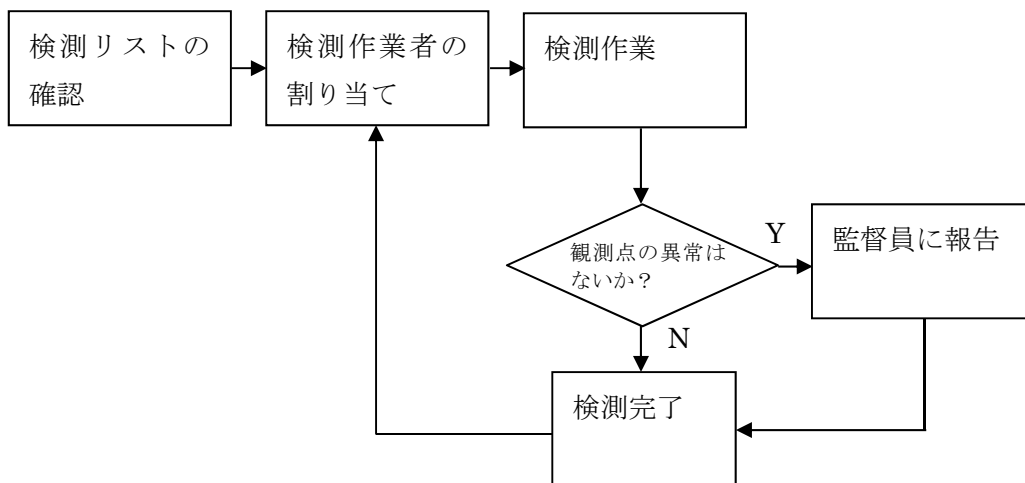 検測リストの
確認
検測作業者の
割り当て
検測作業
観測点の異常は
ないか？
Y
監督員に報告
N
検測完了